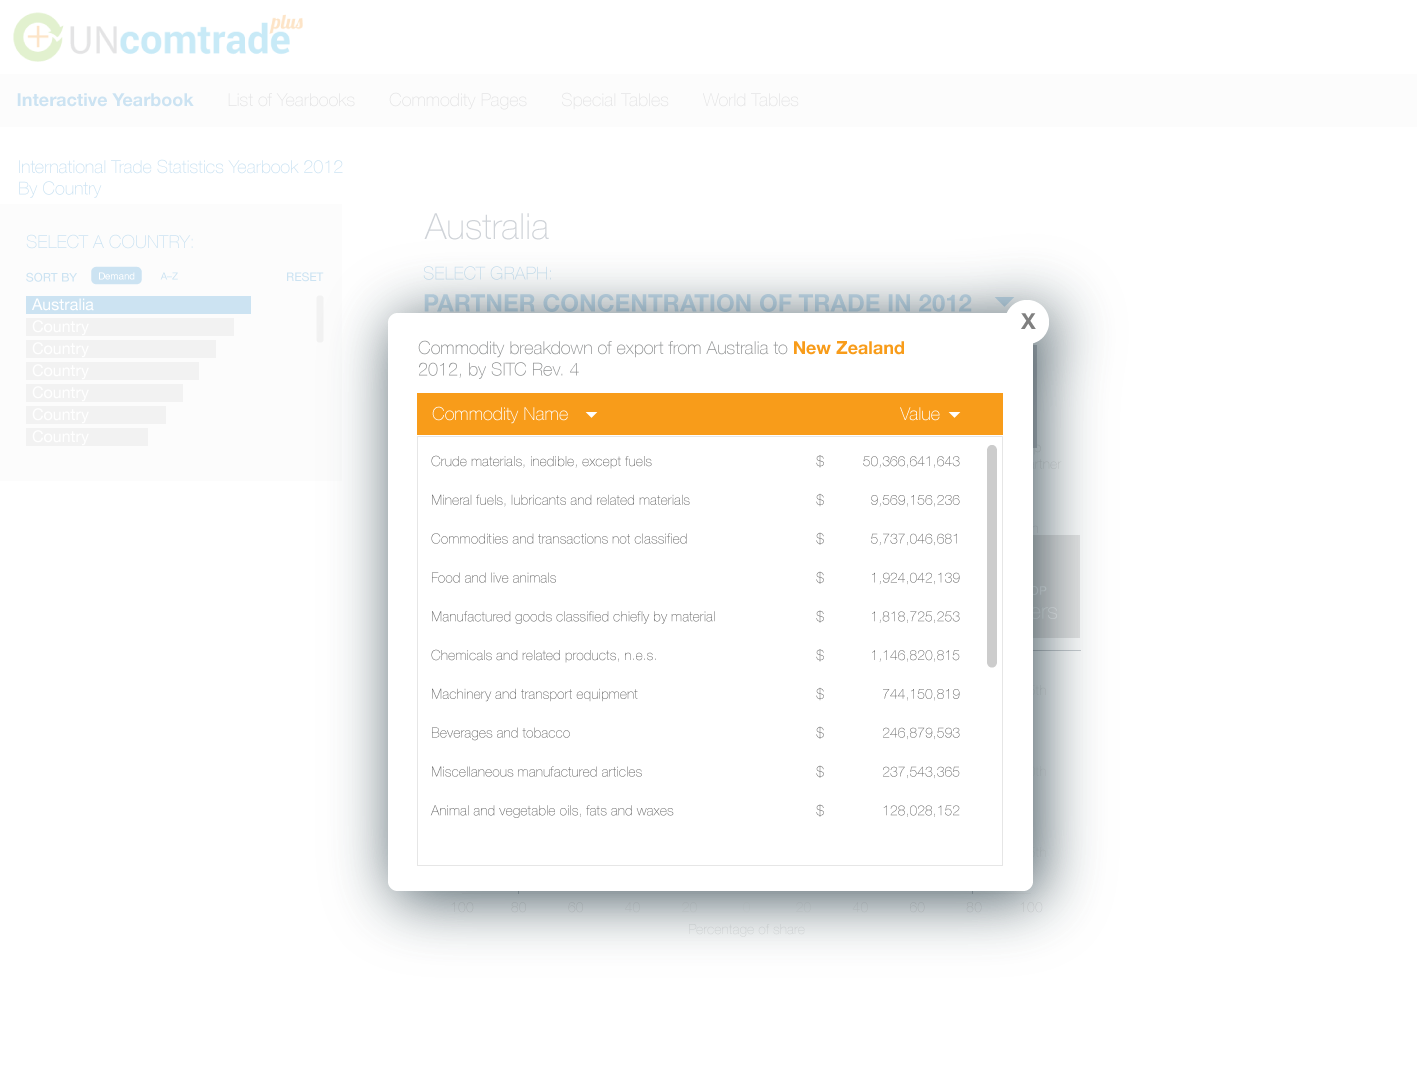 UNcomtrade plus
Interactive Yearbook List of Yearbooks Commodity Pages Special Tables World Tables
International Trade Statistics Yearbook 2012
By Country
SELECT A COUNTRY:
SORT BY Demand A-Z RESET
Australia
Country
Country
Country
Country
Country
Country
Australia
SELECT GRAPH:
PARTNER CONCENTRATION OF TRADE IN 2012
X
Commodity breakdown of export from Australia to New Zealand
2012, by SITC Rev. 4
Commodity Name Value
Crude materials, inedible, except fuels $ 50,366,641,643
Mineral fuels, lubricants and related materials $ 9,569,156,236
Commodities and transactions not classified $ 5,737,046,681
Food and live animals $ 1,924,042,139
Manufactured goods classified chiefly by material $ 1,818,725,253
Chemicals and related products, n.e.s. $ 1,146,820,815
Machinery and transport equipment $ 744,150,819
Beverages and tobacco $ 246,879,593
Miscellaneous manufactured articles $ 237,543,365
Animal and vegetable oils, fats and waxes $ 128,028,152
100 80 60 40 20 20 40 60 80 100
Percentage of share